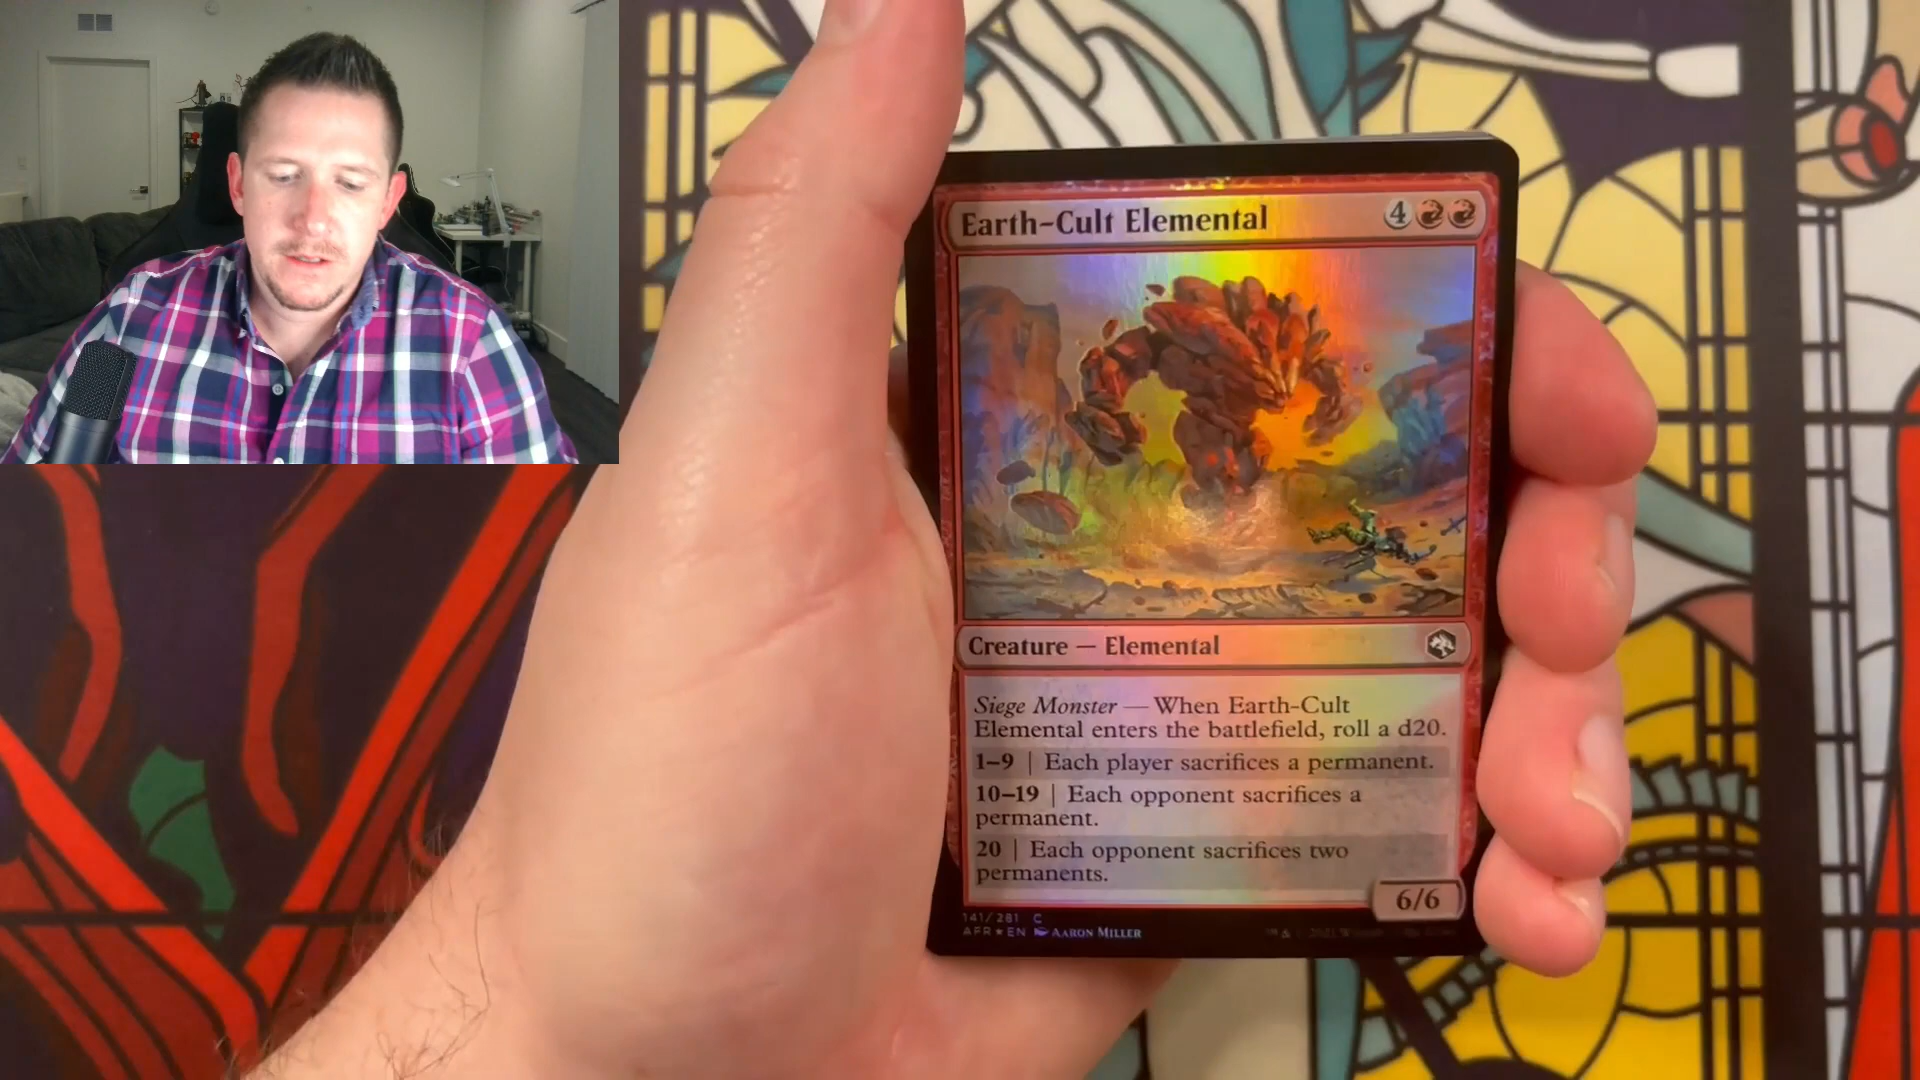 Earth-Cult Elemental 4
Creature — Elemental
Siege Monster — When Earth-Cult
Elemental enters the battlefield, roll a d20.
1–9 | Each player sacrifices a permanent.
10–19 | Each opponent sacrifices a
permanent.
20 | Each opponent sacrifices two
permanents.
6/6
141/281 C
AFR ★ EN AARON MILLER